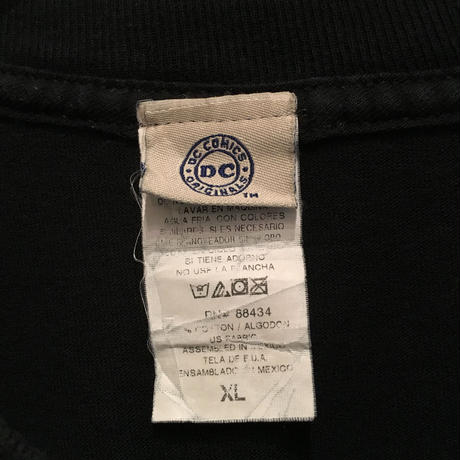 DC COMICS
DC
ORIGINALS
TM
LAVAR EN
AGUA FRIA CON COLORES
SIMILARES SI ES NECESARIO
SI TIENE ADORNO
NO USE LA PLANCHA
RN# 88434
COTTON / ALGODON
US FABRIC
ASSEMBLED IN MEXICO
TELA DE E.U.A.
ENSAMBLADO EN MEXICO
XL